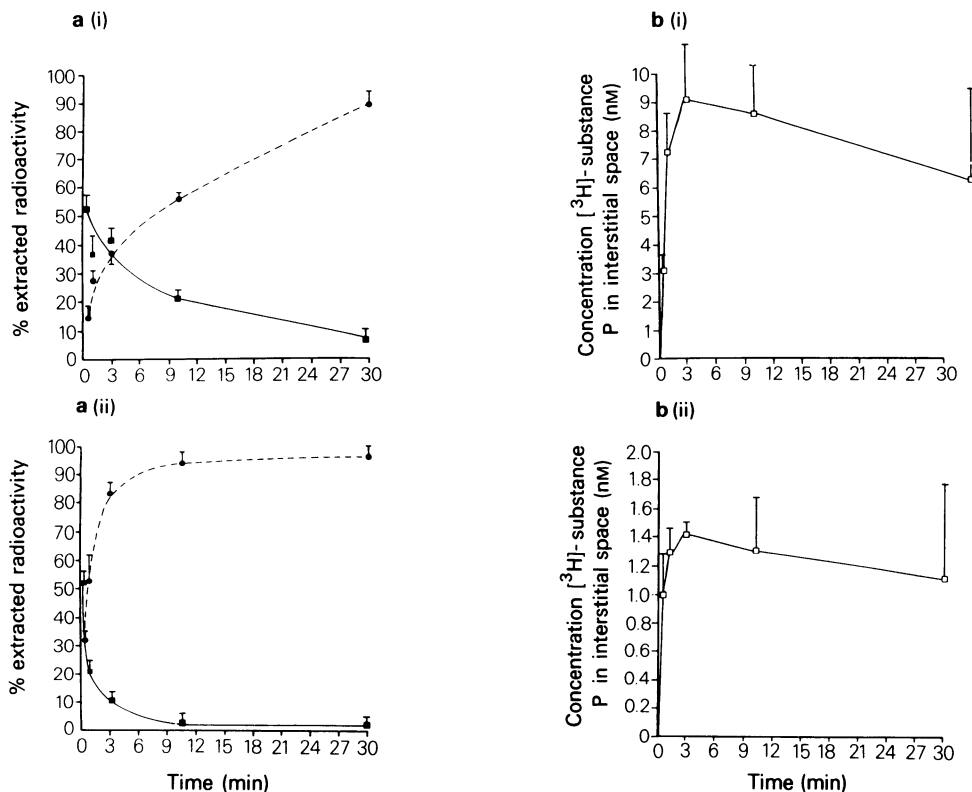 a (i)
% extracted radioactivity
100
90
80
70
60
50
40
30
20
10
0
0 3 6 9 12 15 18 21 24 27 30
b (i)
Concentration [³H]-substance
P in interstitial space (nM)
10
9
8
7
6
5
4
3
2
1
0
0 3 6 9 12 15 18 21 24 27 30
a (ii)
% extracted radioactivity
100
90
80
70
60
50
40
30
20
10
0
0 3 6 9 12 15 18 21 24 27 30
Time (min)
b (ii)
Concentration [³H]-substance
P in interstitial space (nM)
2.0
1.8
1.6
1.4
1.2
1.0
0.8
0.6
0.4
0.2
0
0 3 6 9 12 15 18 21 24 27 30
Time (min)